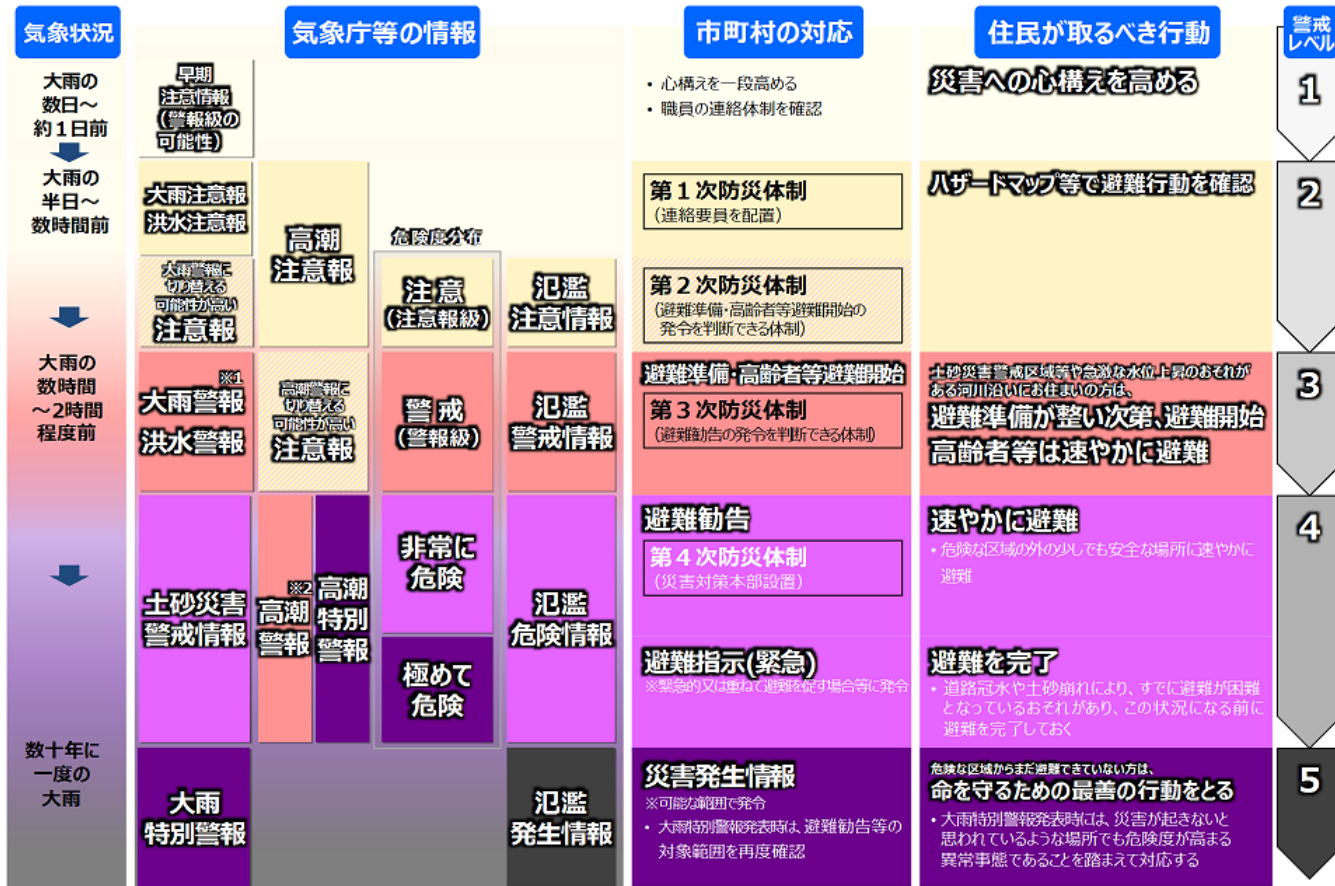 気象状況
気象庁等の情報
市町村の対応
住民が取るべき行動
警戒
レベル
大雨の
数日～
約１日前
早期
注意情報
（警報級の
可能性）
• 心構えを一段高める
• 職員の連絡体制を確認
災害への心構えを高める
1
大雨の
半日～
数時間前
大雨注意報
洪水注意報
高潮
注意報
第１次防災体制
（連絡要員を配置）
ハザードマップ等で避難行動を確認
2
危険度分布
大雨警報に
切り替える
可能性が高い
注意報
注意
（注意報級）
氾濫
注意情報
第２次防災体制
（避難準備・高齢者等避難開始の
発令を判断できる体制）
大雨の
数時間
～2時間
程度前
※1
大雨警報
洪水警報
高潮警報に
切り替える
可能性が高い
注意報
警戒
（警報級）
氾濫
警戒情報
避難準備・高齢者等避難開始
第３次防災体制
（避難勧告の発令を判断できる体制）
土砂災害警戒区域等や急激な水位上昇のおそれが
ある河川沿いにお住まいの方は、
避難準備が整い次第、避難開始
高齢者等は速やかに避難
3
土砂災害
警戒情報
※2
高潮
警報
高潮
特別
警報
非常に
危険
極めて
危険
氾濫
危険情報
避難勧告
第４次防災体制
（災害対策本部設置）
速やかに避難
• 危険な区域の外の少しでも安全な場所に速やかに
避難
4
避難指示(緊急)
※緊急的又は重ねて避難を促す場合等に発令
避難を完了
• 道路冠水や土砂崩れにより、すでに避難が困難
となっているおそれがあり、この状況になる前に
避難を完了しておく
数十年に
一度の
大雨
大雨
特別警報
氾濫
発生情報
災害発生情報
※可能な範囲で発令
• 大雨特別警報発表時は、避難勧告等の
対象範囲を再度確認
危険な区域からまだ避難できていない方は、
命を守るための最善の行動をとる
• 大雨特別警報発表時には、災害が起きないと
思われているような場所でも危険度が高まる
異常事態であることを踏まえて対応する
5